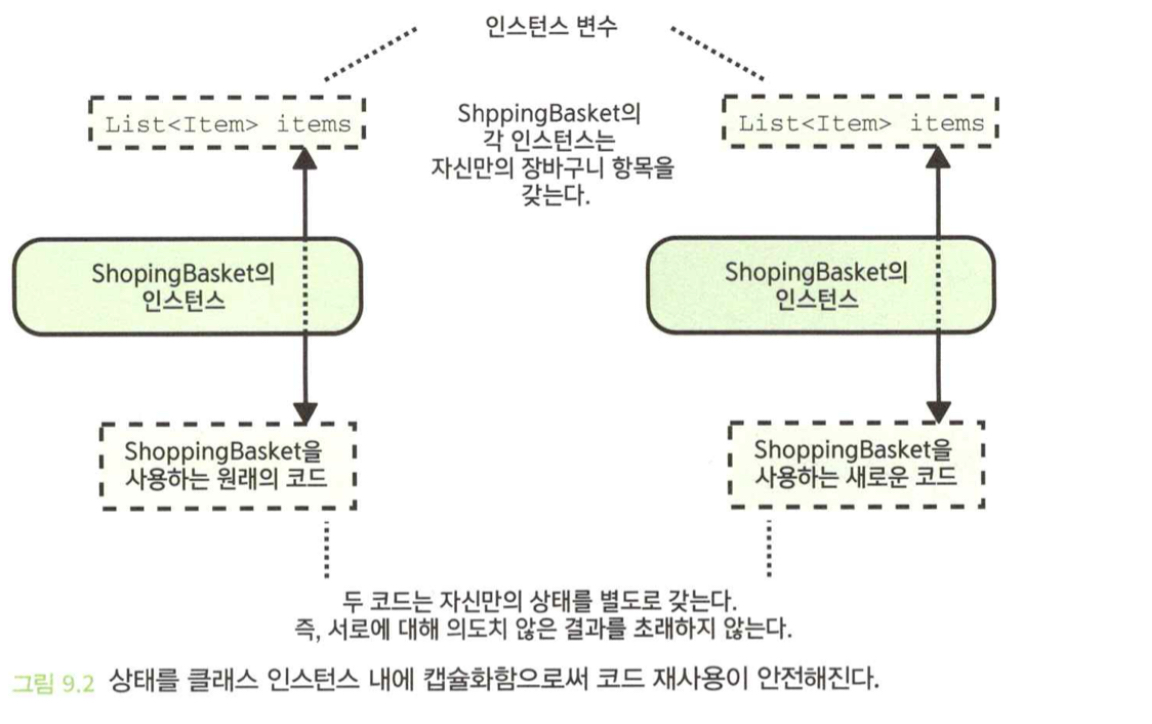 인스턴스 변수
List<Item> items
ShppingBasket의
각 인스턴스는
자신만의 장바구니 항목을
갖는다.
List<Item> items
ShopingBasket의
인스턴스
ShopingBasket의
인스턴스
ShoppingBasket을
사용하는 원래의 코드
ShoppingBasket을
사용하는 새로운 코드
두 코드는 자신만의 상태를 별도로 갖는다.
즉, 서로에 대해 의도치 않은 결과를 초래하지 않는다.
그림 9.2 상태를 클래스 인스턴스 내에 캡슐화함으로써 코드 재사용이 안전해진다.